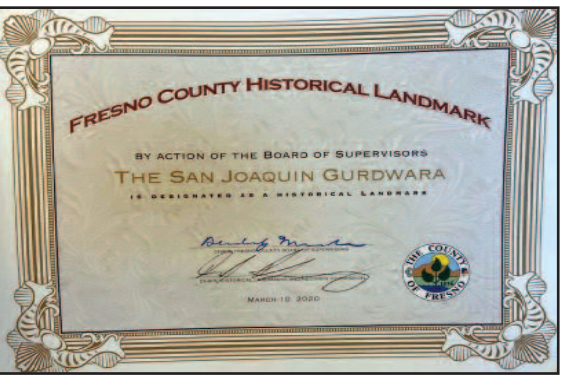 FRESNO COUNTY HISTORICAL LANDMARK
BY ACTION OF THE BOARD OF SUPERVISORS
THE SAN JOAQUIN GURDWARA
IS DESIGNATED AS A HISTORICAL LANDMARK
MARCH 10, 2020
THE COUNTY
OF FRESNO